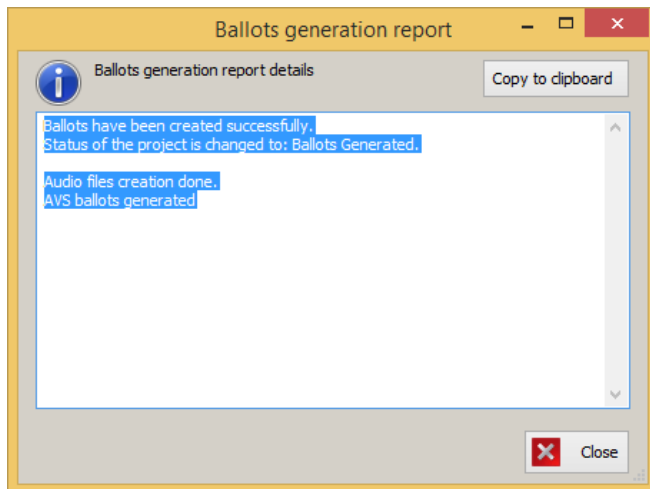 Ballots generation report
Ballots generation report details
Copy to clipboard
Ballots have been created successfully.
Status of the project is changed to: Ballots Generated.
Audio files creation done.
AVS ballots generated
Close